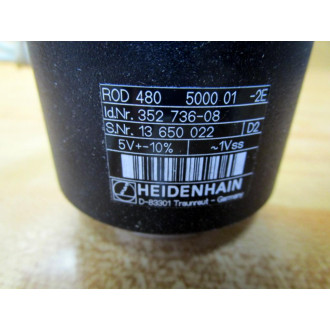 ROD 480 5000 01 -2E
Id.Nr. 352 736-08
S.Nr. 13 650 022 D2
5V+-10% ~1Vss
HEIDENHAIN
D-83301 Traunreut - Germany